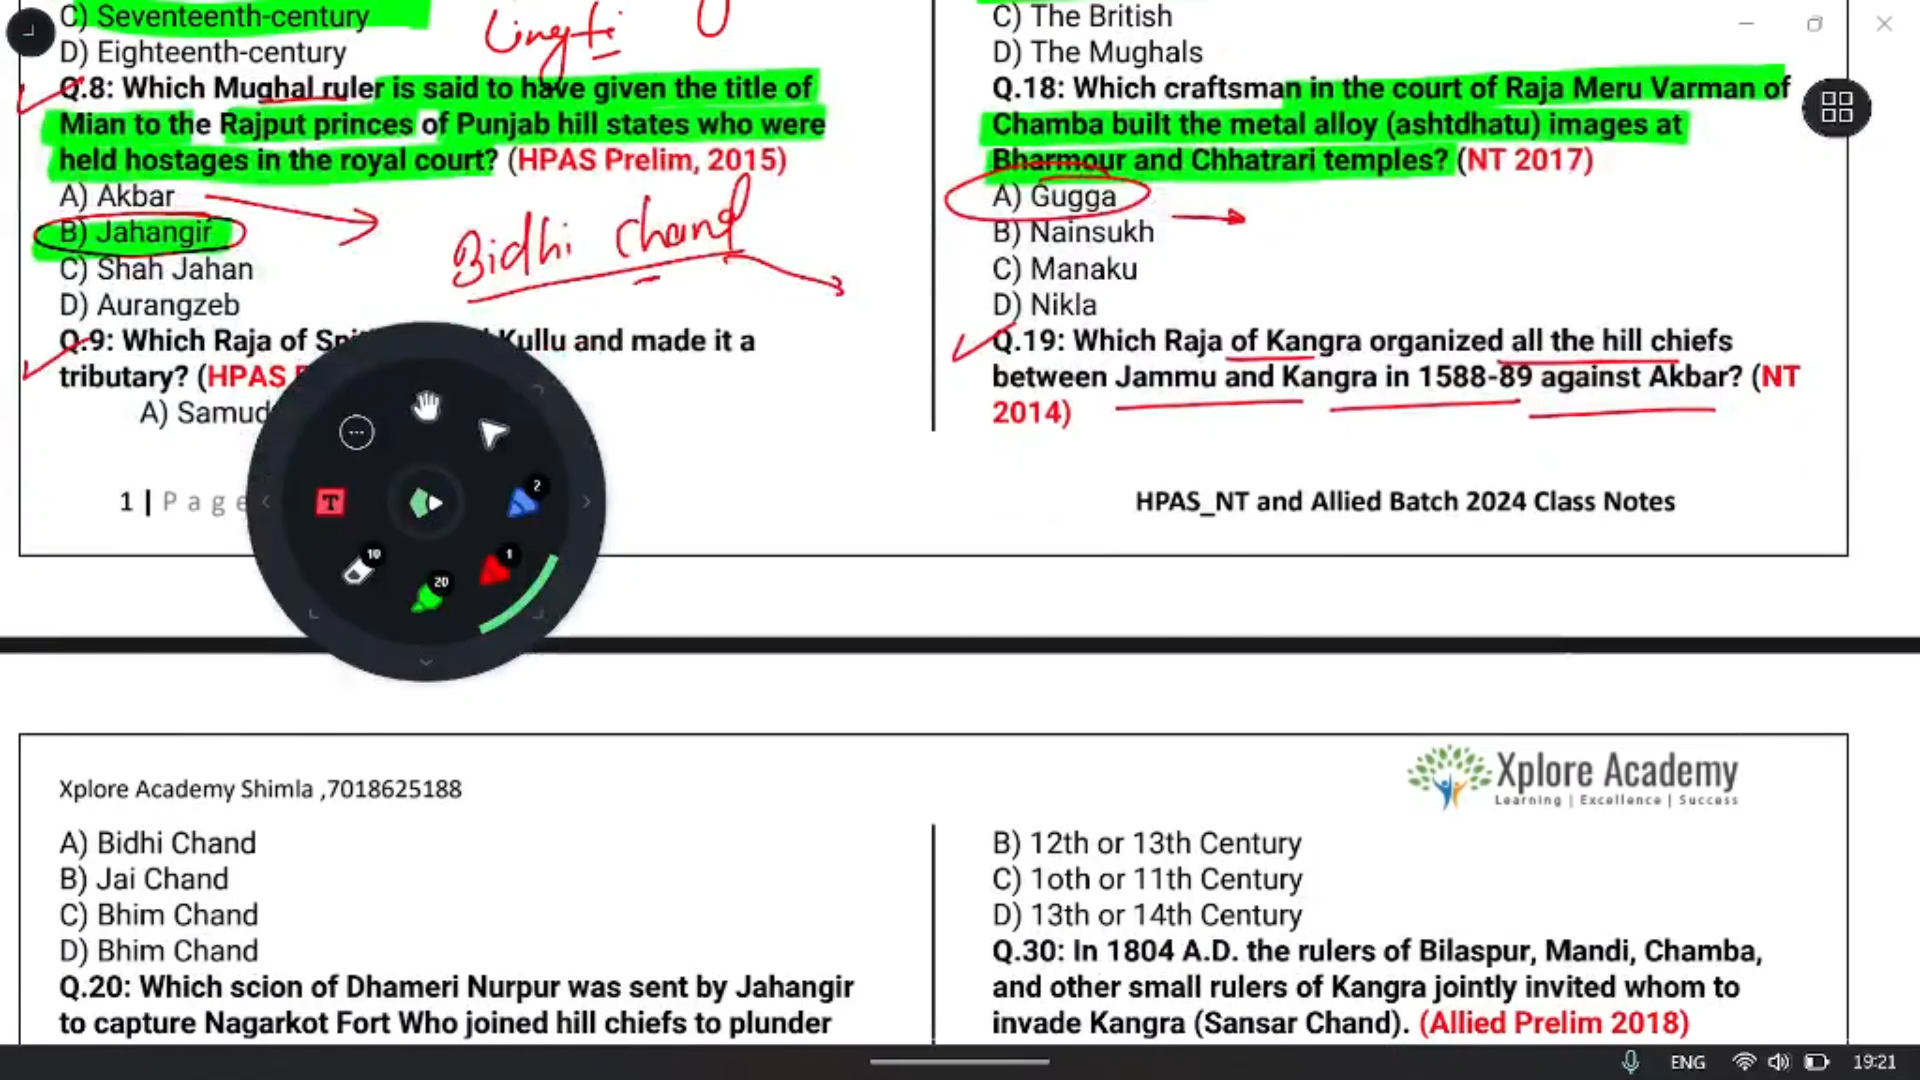 C) Seventeenth-century
D) Eighteenth-century
Lingti
Q.8: Which Mughal ruler is said to have given the title of
Mian to the Rajput princes of Punjab hill states who were
held hostages in the royal court? (HPAS Prelim, 2015)
A) Akbar
B) Jahangir
C) Shah Jahan
D) Aurangzeb
Bidhi Chand
Q.9: Which Raja of Kullu and made it a
tributary? (HPAS
A) Samud
1 | Page
C) The British
D) The Mughals
Q.18: Which craftsman in the court of Raja Meru Varman of
Chamba built the metal alloy (ashtdhatu) images at
Bharmour and Chhatrari temples? (NT 2017)
A) Gugga
B) Nainsukh
C) Manaku
D) Nikla
Q.19: Which Raja of Kangra organized all the hill chiefs
between Jammu and Kangra in 1588-89 against Akbar? (NT
2014)
HPAS_NT and Allied Batch 2024 Class Notes
T
2
10
1
20
Xplore Academy Shimla ,7018625188
Xplore Academy
Learning | Excellence | Success
A) Bidhi Chand
B) Jai Chand
C) Bhim Chand
D) Bhim Chand
Q.20: Which scion of Dhameri Nurpur was sent by Jahangir
to capture Nagarkot Fort Who joined hill chiefs to plunder
B) 12th or 13th Century
C) 1oth or 11th Century
D) 13th or 14th Century
Q.30: In 1804 A.D. the rulers of Bilaspur, Mandi, Chamba,
and other small rulers of Kangra jointly invited whom to
invade Kangra (Sansar Chand). (Allied Prelim 2018)
ENG
19:21